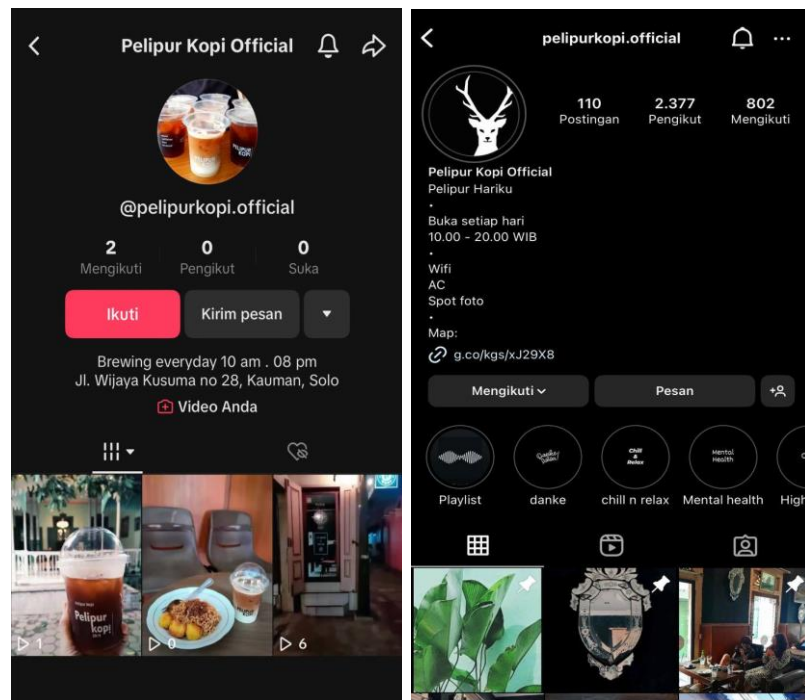 Pelipur Kopi Official
@pelipurkopi.official
2 0 0
Mengikuti Pengikut Suka
Ikuti Kirim pesan
Brewing everyday 10 am . 08 pm
Jl. Wijaya Kusuma no 28, Kauman, Solo
Video Anda
Pelipur
kopi
1 0 6
pelipurkopi.official
110 2.377 802
Postingan Pengikut Mengikuti
Pelipur Kopi Official
Pelipur Hariku
•
Buka setiap hari
10.00 - 20.00 WIB
•
Wifi
AC
Spot foto
•
Map:
g.co/kgs/xJ29X8
Mengikuti Pesan
Chill
&
Relax
Mental
Health
Playlist danke chill n relax Mental health High